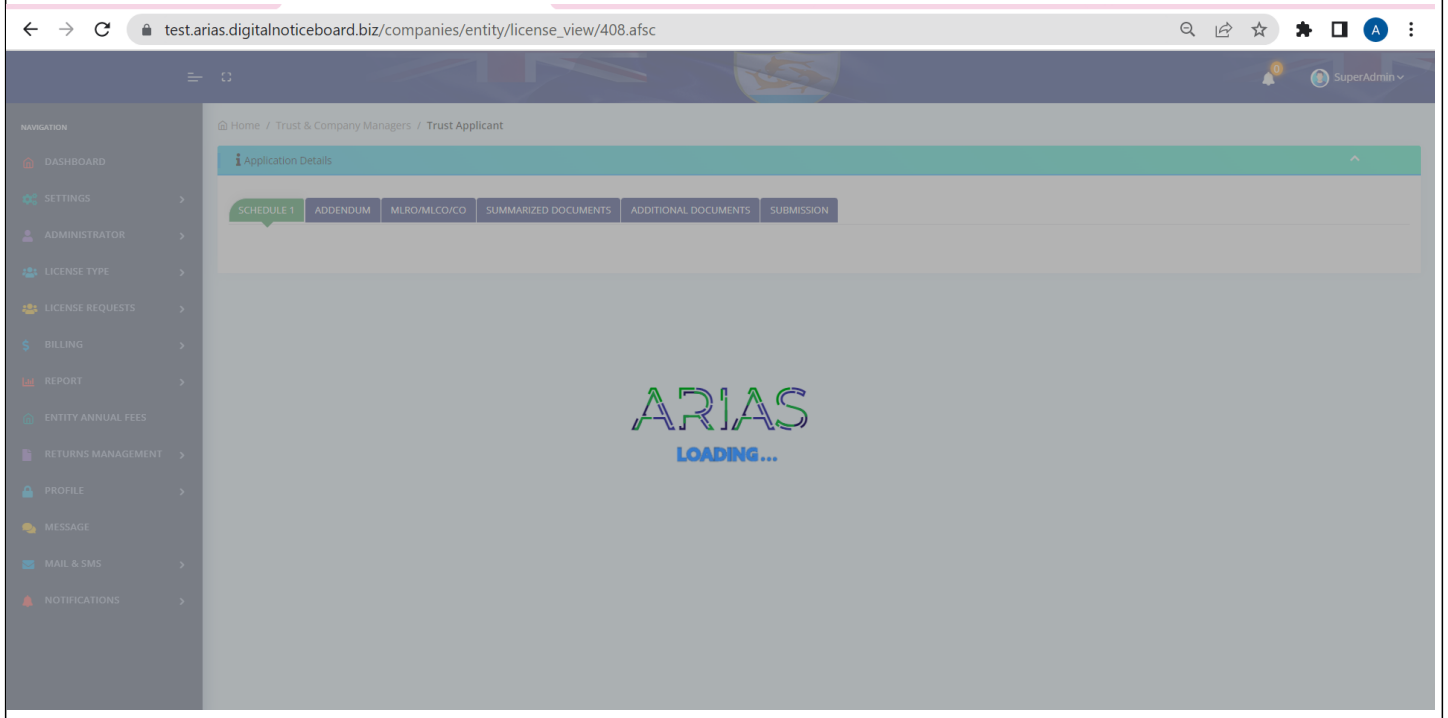 test.arias.digitalnoticeboard.biz/companies/entity/license_view/408.afsc
A
0
SuperAdmin
NAVIGATION
Home / Trust & Company Managers / Trust Applicant
DASHBOARD
Application Details
SETTINGS
SCHEDULE 1 ADDENDUM MLRO/MLCO/CO SUMMARIZED DOCUMENTS ADDITIONAL DOCUMENTS SUBMISSION
ADMINISTRATOR
LICENSE TYPE
LICENSE REQUESTS
BILLING
REPORT
ENTITY ANNUAL FEES
RETURNS MANAGEMENT
PROFILE
MESSAGE
MAIL & SMS
NOTIFICATIONS
ARIAS
LOADING...